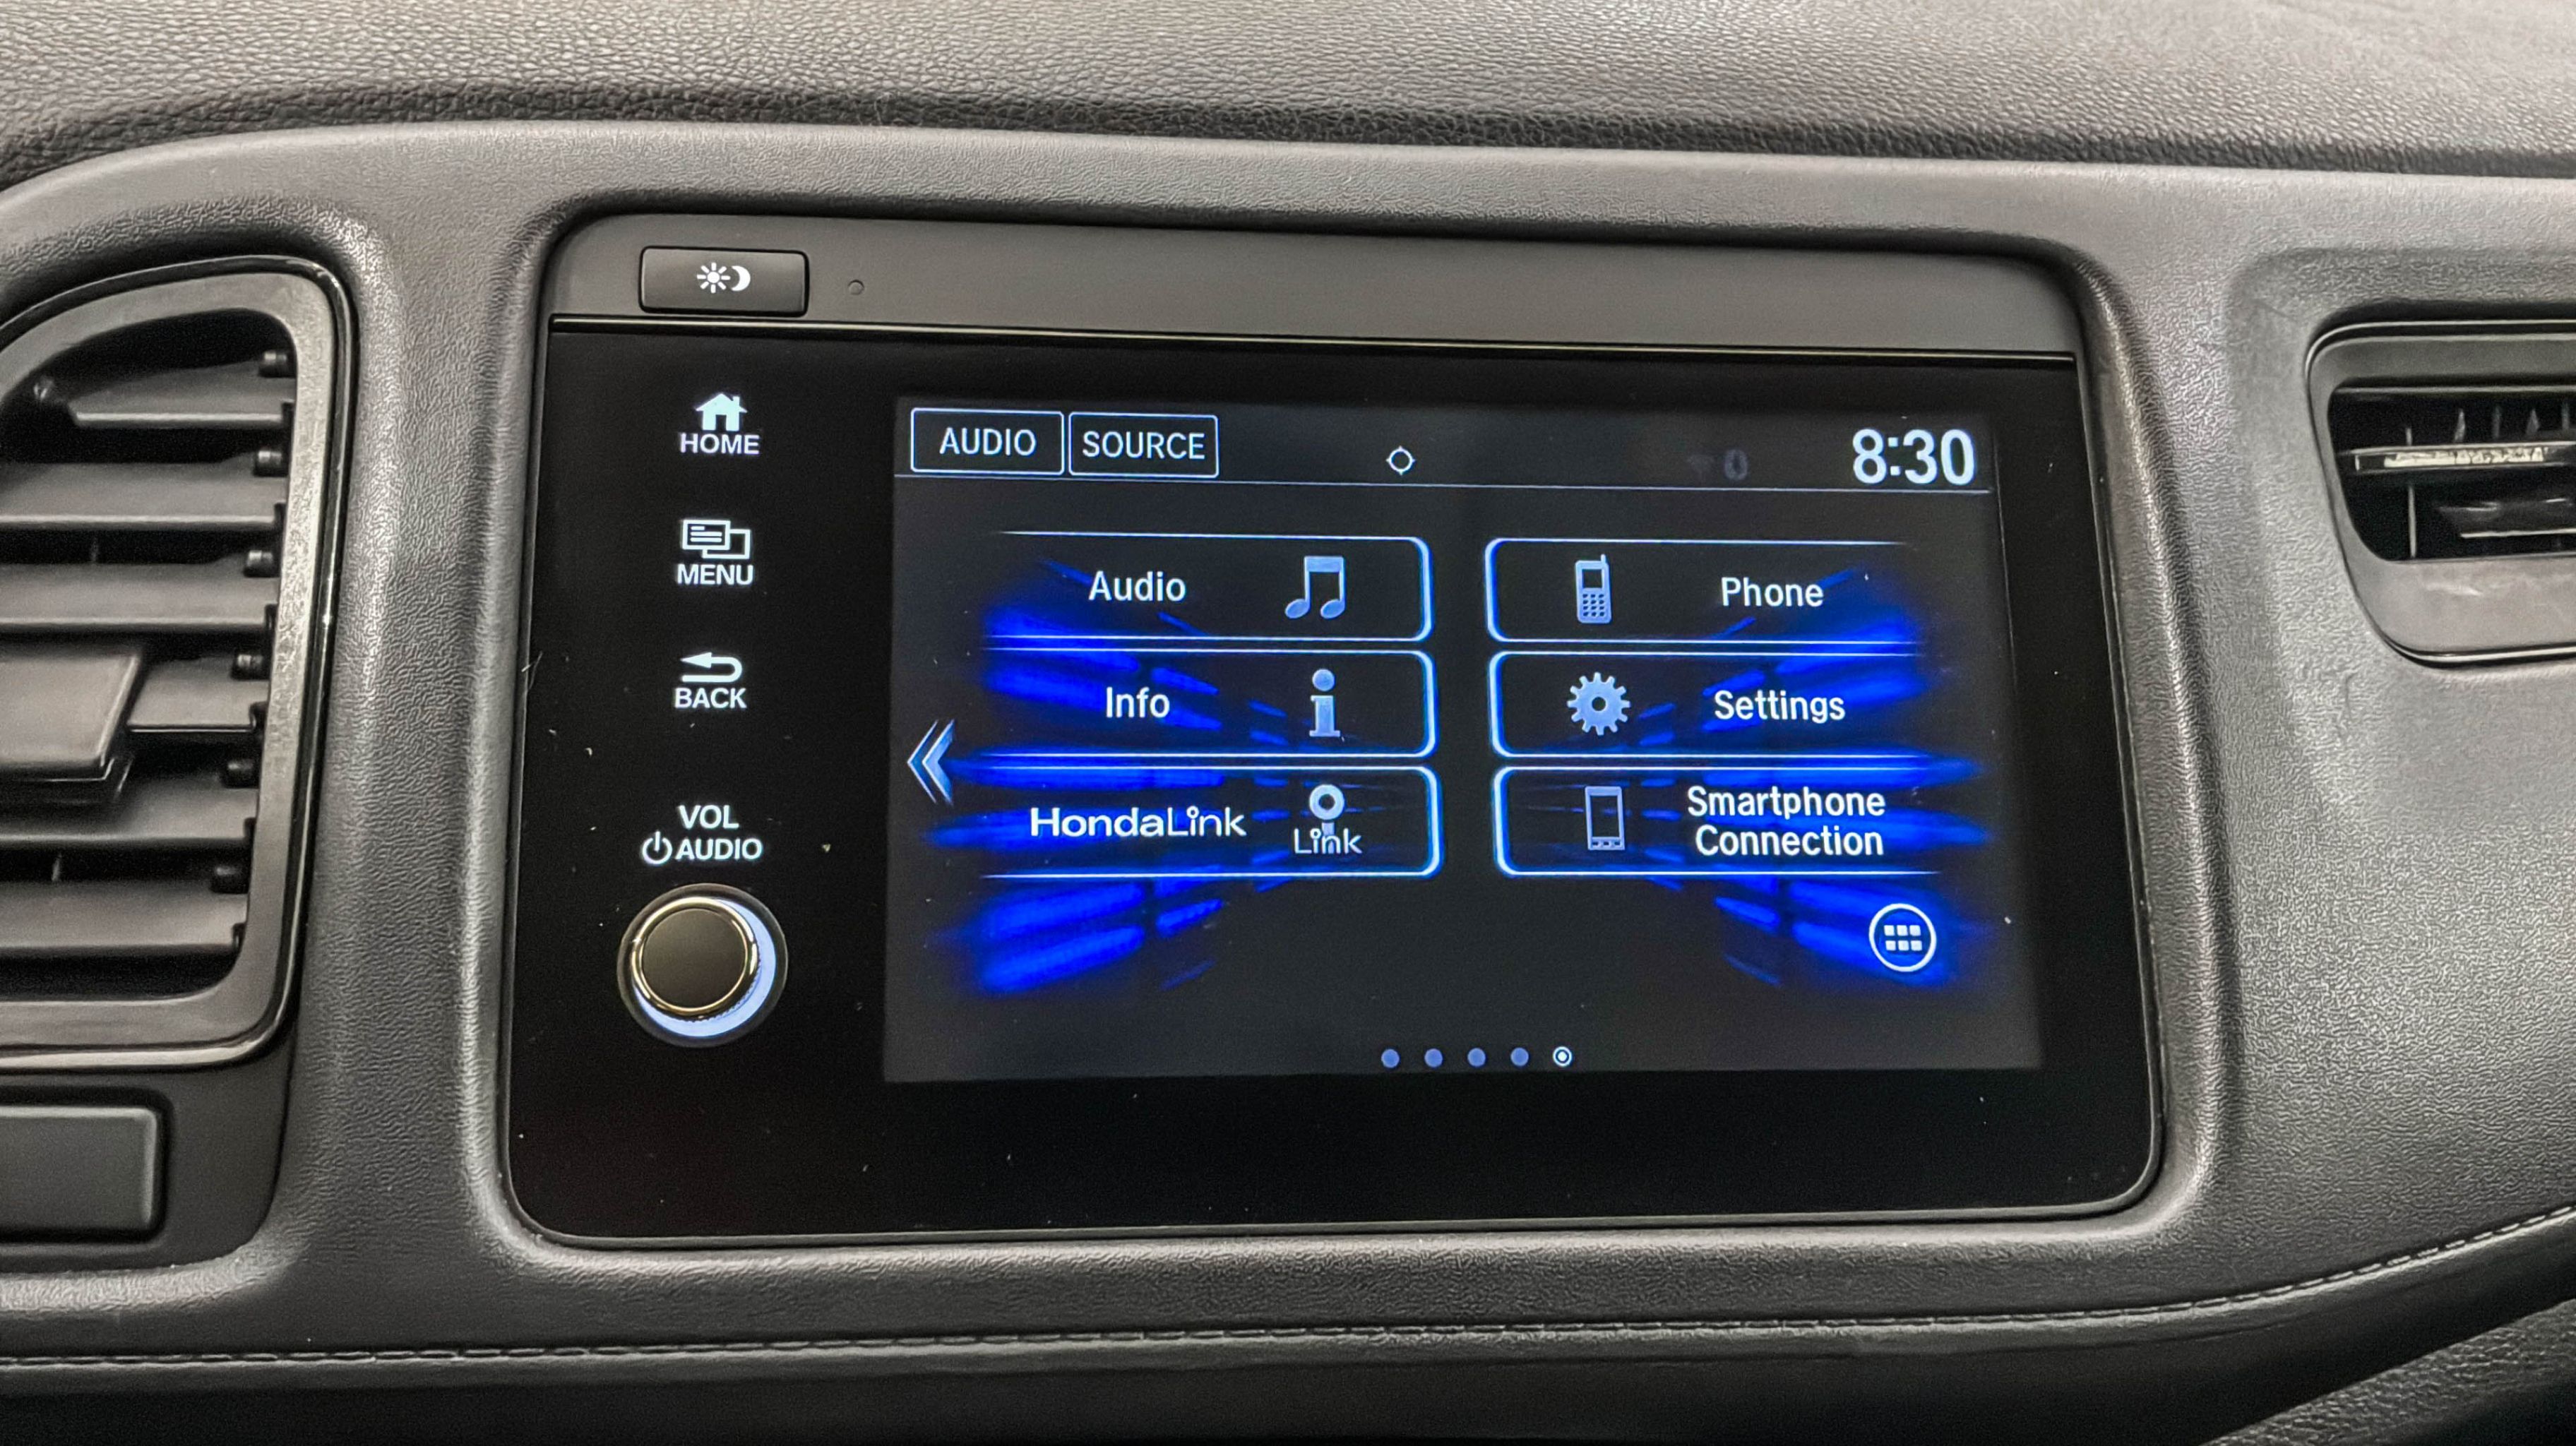 HOME
MENU
BACK
VOL
AUDIO
AUDIO SOURCE 8:30
Audio Phone
Info Settings
HondaLink Link Smartphone
Connection